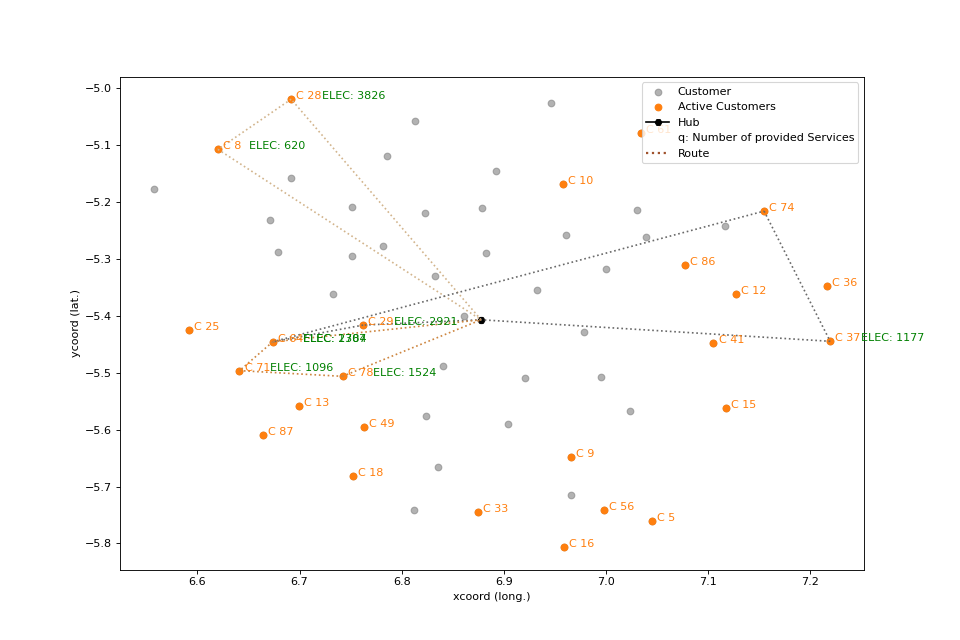 −5.0
−5.1
−5.2
−5.3
−5.4
−5.5
−5.6
−5.7
−5.8
ycoord (lat.)
6.6
6.7
6.8
6.9
7.0
7.1
7.2
xcoord (long.)
Customer
Active Customers
Hub
q: Number of provided Services
Route
C 28 ELEC: 3826
C 8 ELEC: 620
C 10
C 74
C 86
C 36
C 12
C 25
C 29 ELEC: 2921
C 37 ELEC: 1177
C 41
C 71 ELEC: 1096
C 78 ELEC: 1524
C 13
C 15
C 49
C 87
C 9
C 18
C 33
C 56
C 5
C 16